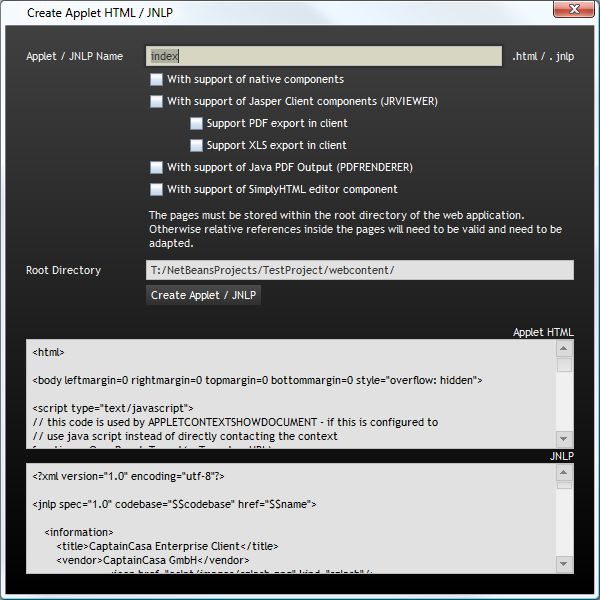 Create Applet HTML / JNLP
Applet / JNLP Name index .html / . jnlp
With support of native components
With support of Jasper Client components (JRVIEWER)
Support PDF export in client
Support XLS export in client
With support of Java PDF Output (PDFRENDERER)
With support of SimplyHTML editor component
The pages must be stored within the root directory of the web application.
Otherwise relative references inside the pages will need to be valid and need to be
adapted.
Root Directory T:/NetBeansProjects/TestProject/webcontent/
Create Applet / JNLP
Applet HTML
<html>
<body leftmargin=0 rightmargin=0 topmargin=0 bottommargin=0 style="overflow: hidden">
<script type="text/javascript">
// this code is used by APPLETCONTEXTSHOWDOCUMENT - if this is configured to
// use java script instead of directly contacting the context
JNLP
<?xml version="1.0" encoding="utf-8"?>
<jnlp spec="1.0" codebase="$$codebase" href="$$name">
<information>
<title>CaptainCasa Enterprise Client</title>
<vendor>CaptainCasa GmbH</vendor>